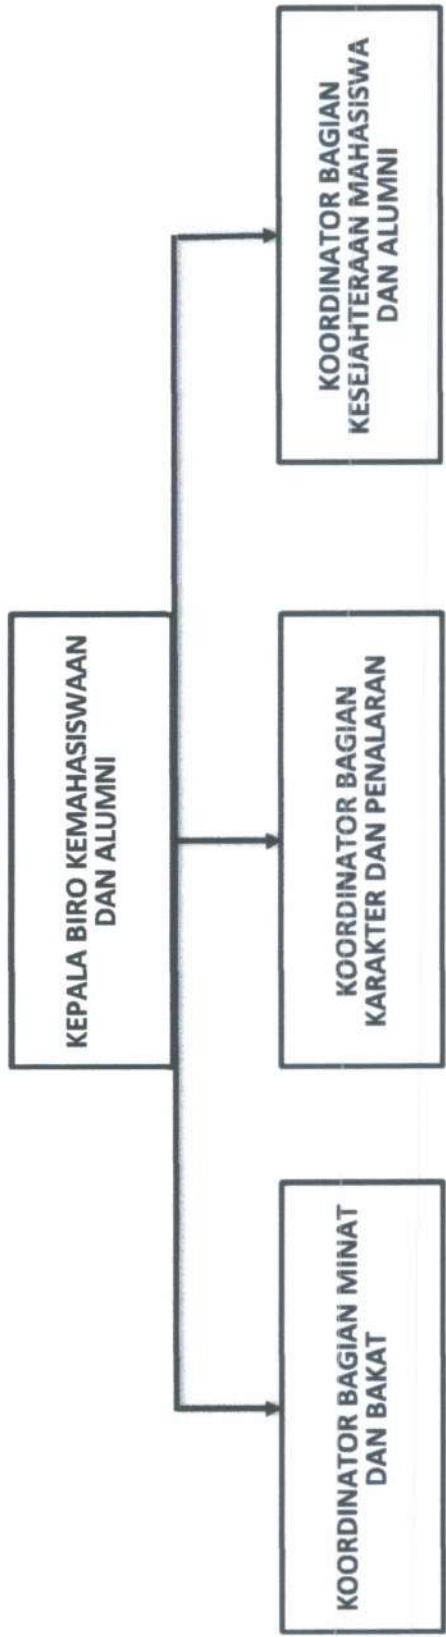 KEPALA BIRO KEMAHASISWAAN
DAN ALUMNI
KOORDINATOR BAGIAN MINAT
DAN BAKAT
KOORDINATOR BAGIAN
KARAKTER DAN PENALARAN
KOORDINATOR BAGIAN
KESEJAHTERAAN MAHASISWA
DAN ALUMNI